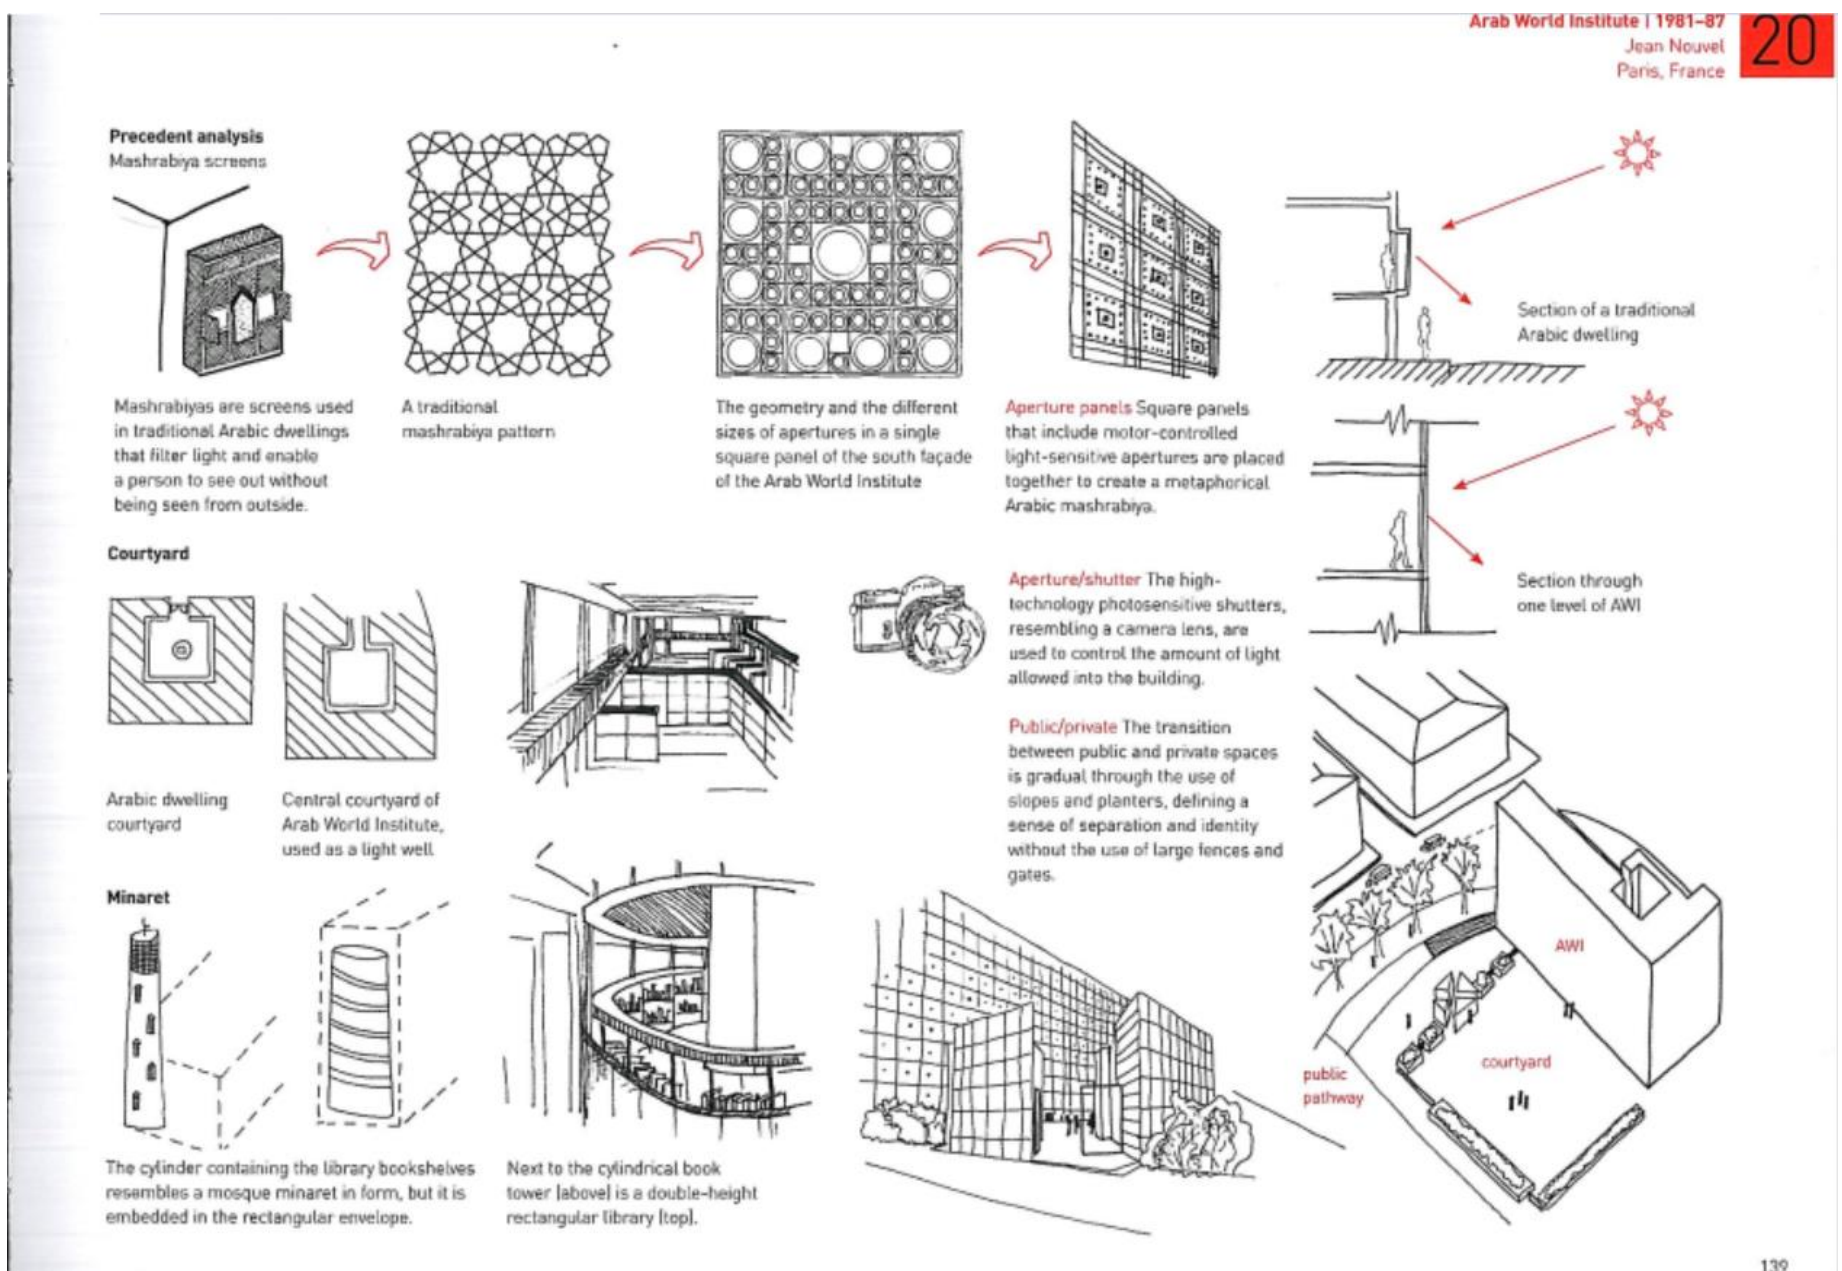 Arab World Institute | 1981–87
Jean Nouvel
Paris, France
20
Precedent analysis
Mashrabiya screens
Mashrabiyas are screens used
in traditional Arabic dwellings
that filter light and enable
a person to see out without
being seen from outside.
A traditional
mashrabiya pattern
The geometry and the different
sizes of apertures in a single
square panel of the south façade
of the Arab World Institute
Aperture panels Square panels
that include motor-controlled
light-sensitive apertures are placed
together to create a metaphorical
Arabic mashrabiya.
Section of a traditional
Arabic dwelling
Section through
one level of AWI
Courtyard
Arabic dwelling
courtyard
Central courtyard of
Arab World Institute,
used as a light well
Aperture/shutter The high-
technology photosensitive shutters,
resembling a camera lens, are
used to control the amount of light
allowed into the building.
Public/private The transition
between public and private spaces
is gradual through the use of
slopes and planters, defining a
sense of separation and identity
without the use of large fences and
gates.
Minaret
The cylinder containing the library bookshelves
resembles a mosque minaret in form, but it is
embedded in the rectangular envelope.
Next to the cylindrical book
tower (above) is a double-height
rectangular library (top).
AWI
courtyard
public
pathway
139